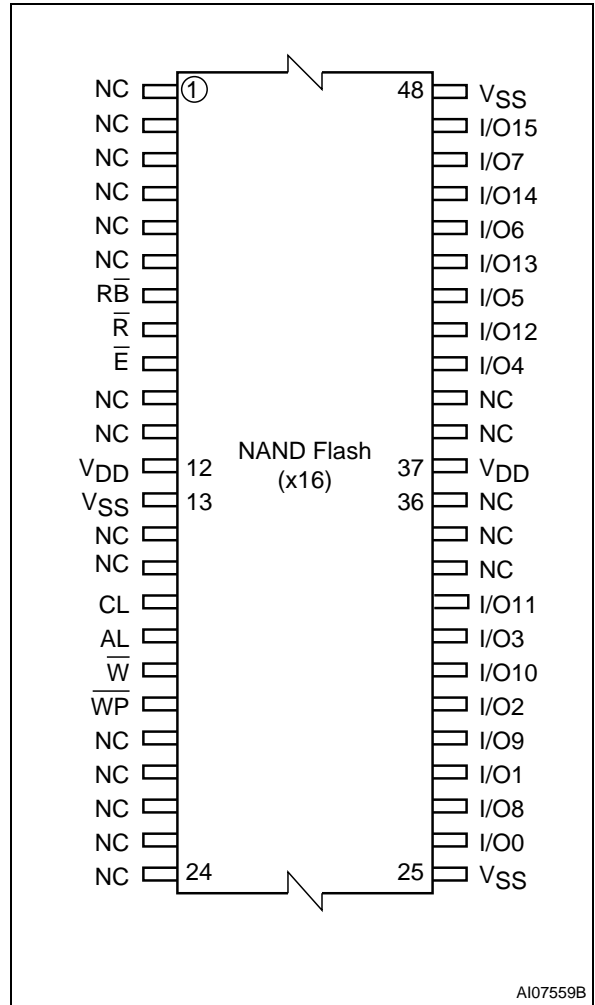 NC ① 48 VSS
NC I/O15
NC I/O7
NC I/O14
NC I/O6
NC I/O13
RB̅ I/O5
R̅ I/O12
E̅ I/O4
NC NC
NC NC
VDD 12 NAND Flash 37 VDD
VSS 13 (x16) 36 NC
NC NC
NC NC
CL I/O11
AL I/O3
W̅ I/O10
W̅P̅ I/O2
NC I/O9
NC I/O1
NC I/O8
NC I/O0
NC 24 25 VSS
AI07559B